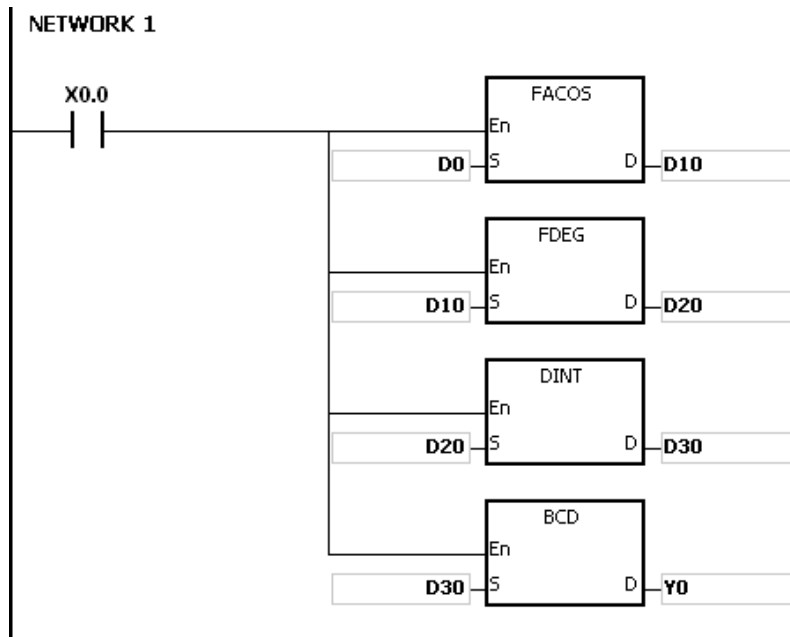 NETWORK 1
X0.0
FACOS
En
D0 S D D10
FDEG
En
D10 S D D20
DINT
En
D20 S D D30
BCD
En
D30 S D Y0